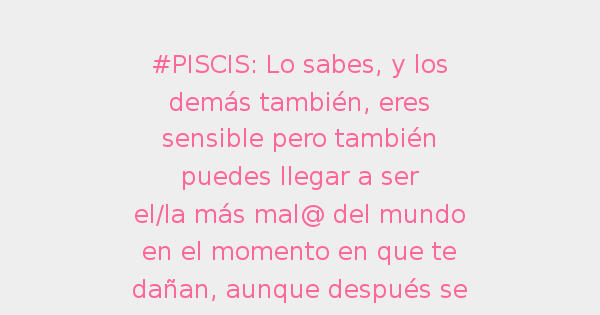 #PISCIS: Lo sabes, y los
demás también, eres
sensible pero también
puedes llegar a ser
el/la más mal@ del mundo
en el momento en que te
dañan, aunque después se